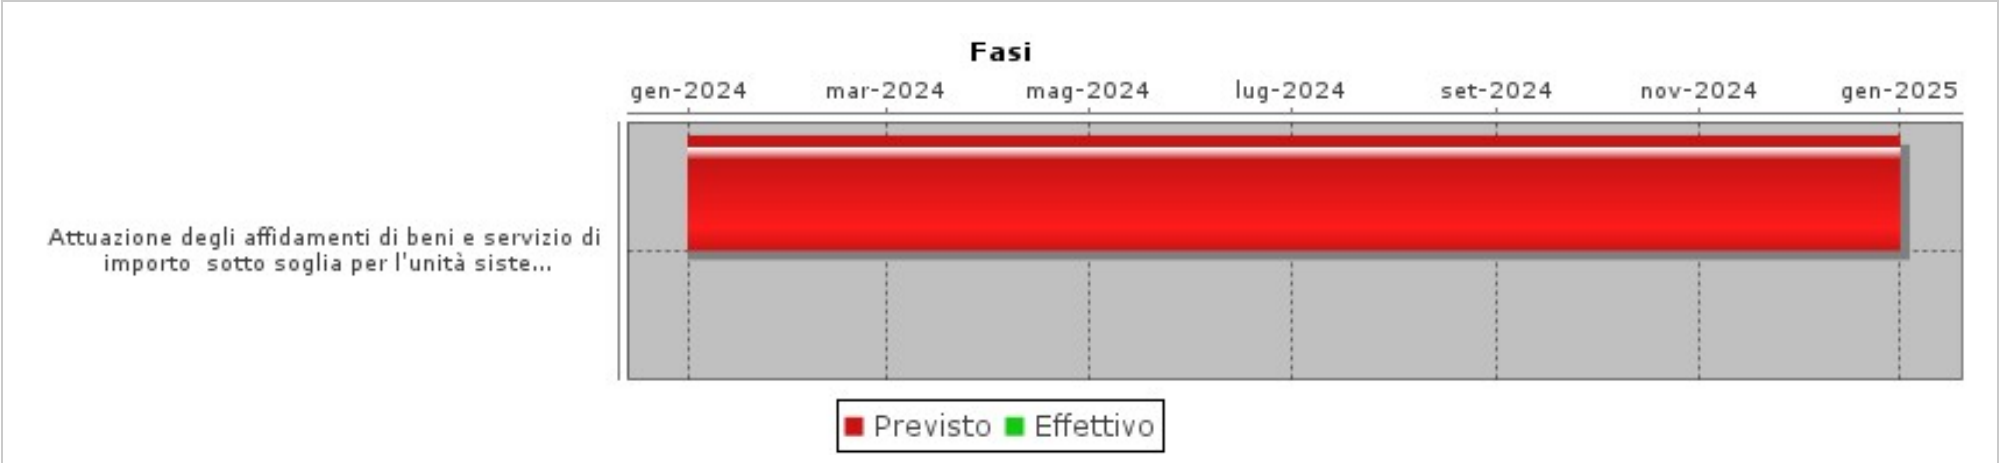 Fasi
gen-2024 mar-2024 mag-2024 lug-2024 set-2024 nov-2024 gen-2025
Attuazione degli affidamenti di beni e servizio di
importo  sotto soglia per l'unità siste...
Previsto Effettivo